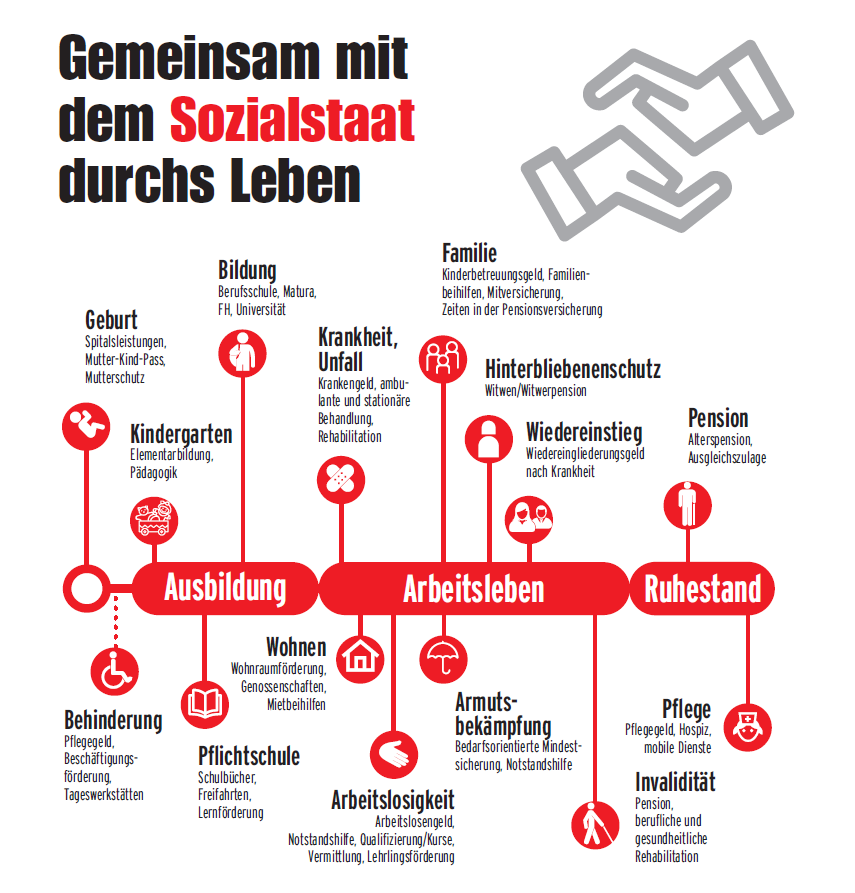 Gemeinsam mit
dem Sozialstaat
durchs Leben
Familie
Kinderbetreuungsgeld, Familien-
beihilfen, Mitversicherung,
Zeiten in der Pensionsversicherung
Bildung
Berufsschule, Matura,
FH, Universität
Geburt
Spitalsleistungen,
Mutter-Kind-Pass,
Mutterschutz
Krankheit,
Unfall
Krankengeld, ambu-
lante und stationäre
Behandlung,
Rehabilitation
Hinterbliebenenschutz
Witwen/Witwerpension
Kindergarten
Elementarbildung,
Pädagogik
Wiedereinstieg
Wiedereingliederungsgeld
nach Krankheit
Pension
Alterspension,
Ausgleichszulage
Ausbildung
Arbeitsleben
Ruhestand
Behinderung
Pflegegeld,
Beschäftigungs-
förderung,
Tageswerkstätten
Pflichtschule
Schulbücher,
Freifahrten,
Lernförderung
Wohnen
Wohnraumförderung,
Genossenschaften,
Mietbeihilfen
Arbeitslosigkeit
Arbeitslosengeld,
Notstandshilfe, Qualifizierung/Kurse,
Vermittlung, Lehrlingsförderung
Armuts-
bekämpfung
Bedarfsorientierte Mindest-
sicherung, Notstandshilfe
Pflege
Pflegegeld, Hospiz,
mobile Dienste
Invalidität
Pension,
berufliche und
gesundheitliche
Rehabilitation